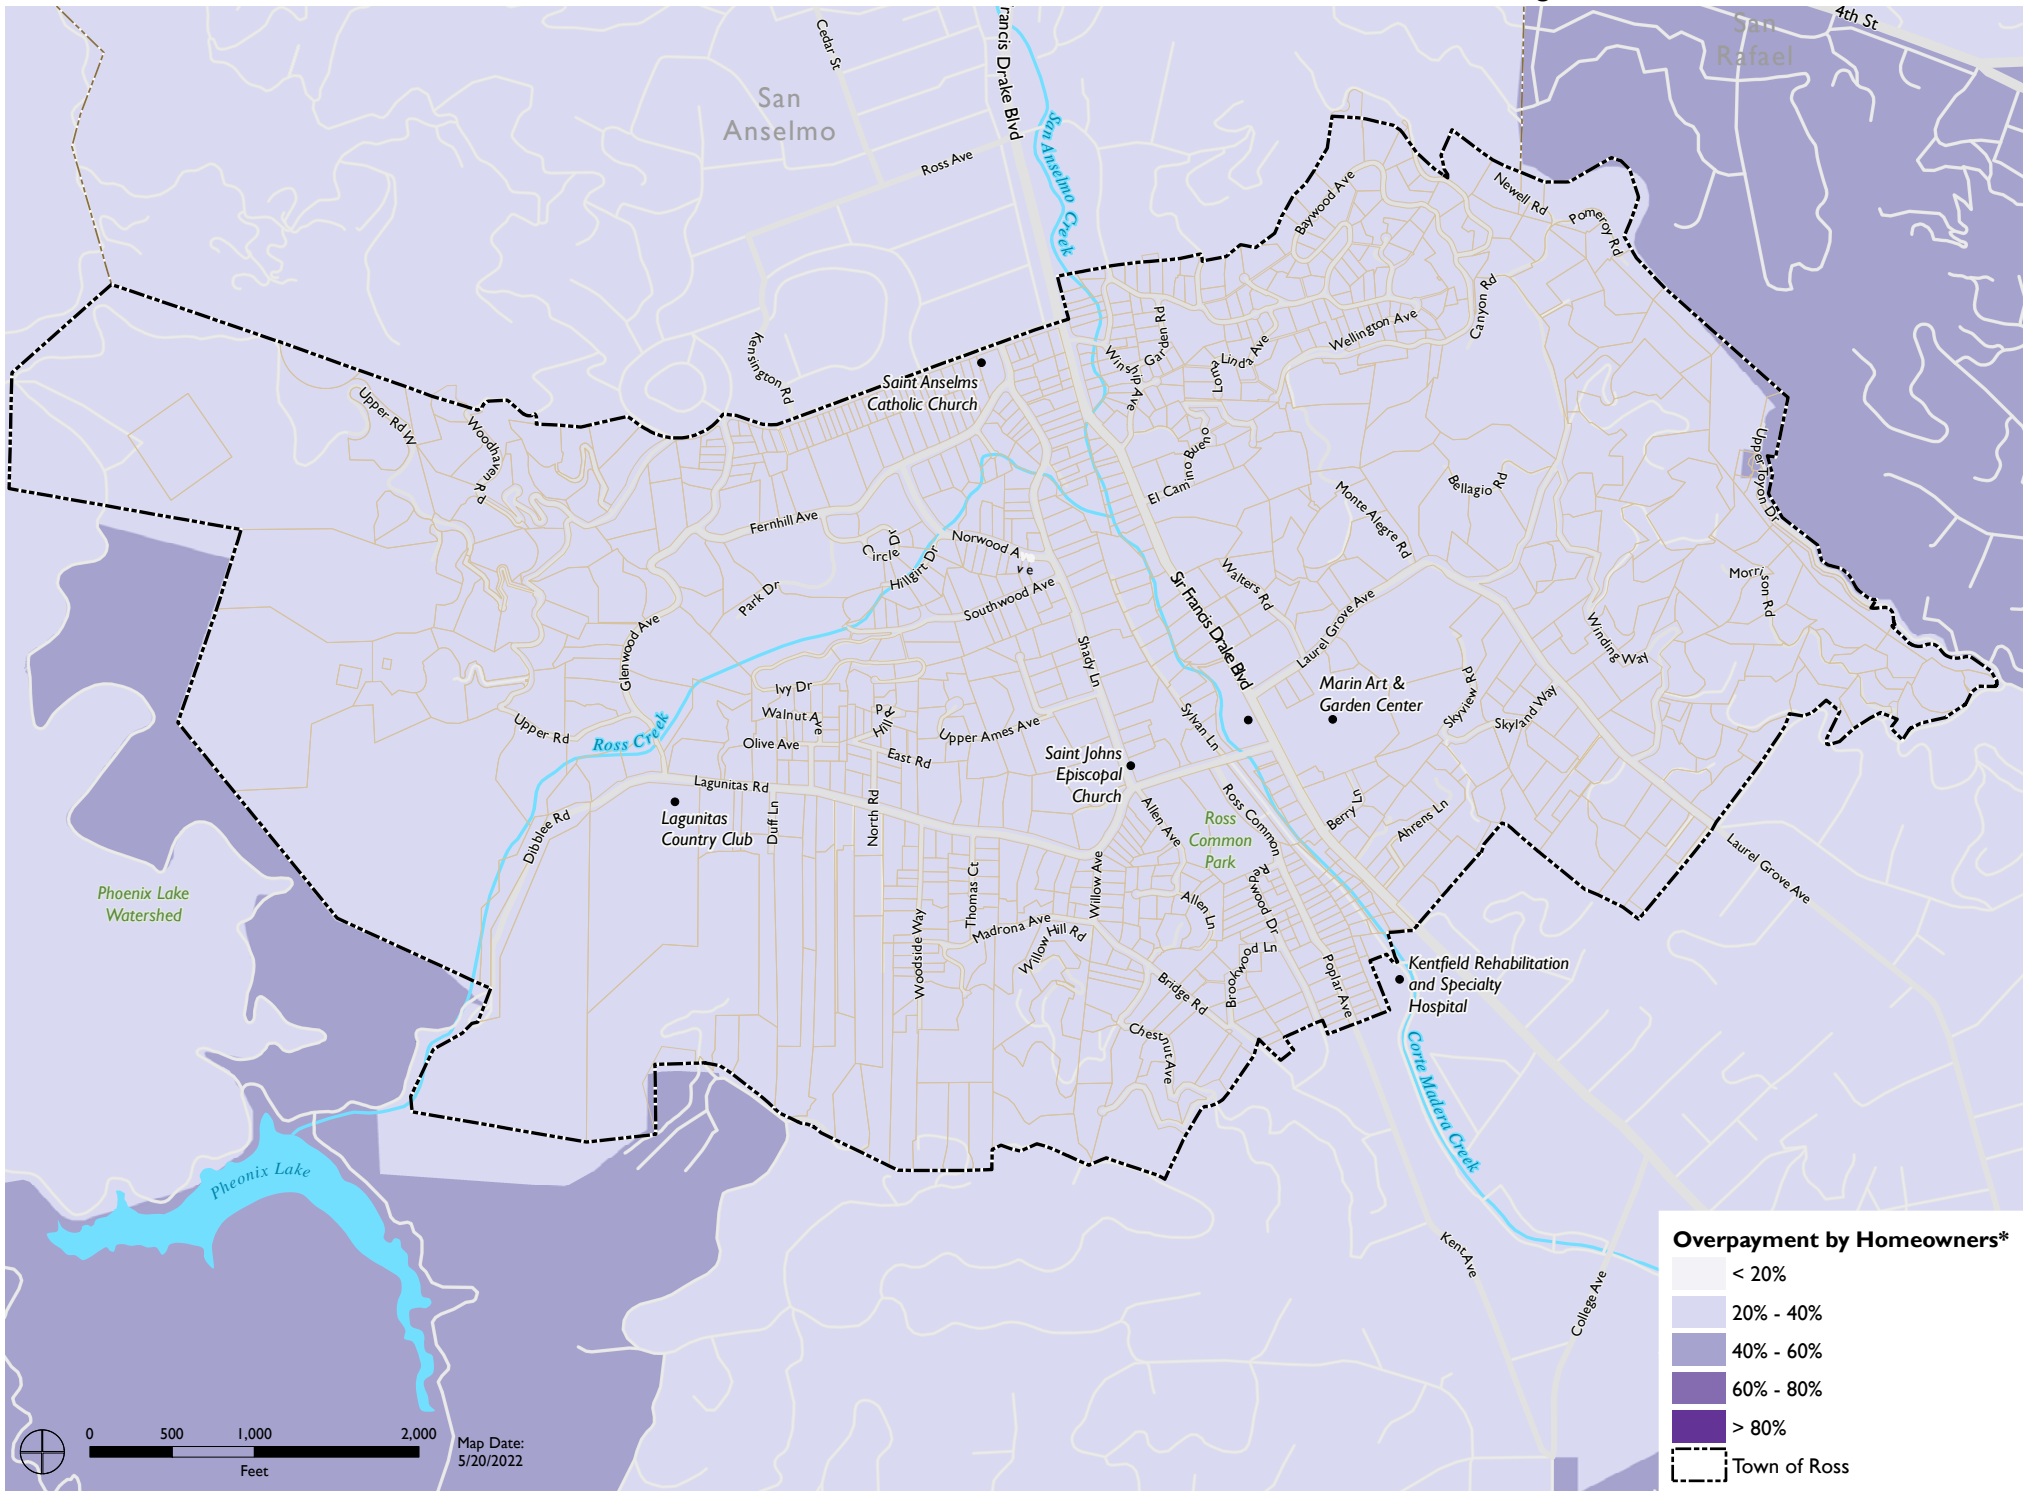 San
Rafael
4th St
Cedar St
rancis Drake Blvd
San
Anselmo
San Anselmo Creek
Ross Ave
Baywood Ave
Newell Rd
Pomeroy Rd
Canyon Rd
Kensington Rd
Garden Rd
Winship Ave
Loma Linda Ave
Wellington Ave
Saint Anselms
Catholic Church
Upper Rd W
Woodhaven Rd
El Camino Bueno
Bellagio Rd
Monte Alegre Rd
Upper Toyon Dr
Fernhill Ave
Circle Dr
Norwood Ave
ve
Hillgirt Dr
Southwood Ave
Park Dr
Walters Rd
Sir Francis Drake Blvd
Laurel Grove Ave
Morrison Rd
Winding Way
Glenwood Ave
Shady Ln
Ivy Dr
Walnut Ave
Hill Rd
Upper Ames Ave
Olive Ave
East Rd
Upper Rd
Ross Creek
Sylvan Ln
Marin Art &
Garden Center
Skyview Rd
Skyland Way
Saint Johns
Episcopal
Church
Lagunitas Rd
Lagunitas
Country Club
Duff Ln
North Rd
Dibblee Rd
Allen Ave
Ross
Common
Park
Ross Common
Berry Ln
Ahrens Ln
Laurel Grove Ave
Phoenix Lake
Watershed
Thomas Ct
Willow Ave
Redwood Dr
Allen Ln
Woodside Way
Madrona Ave
Willow Hill Rd
Brookwood Ln
Bridge Rd
Poplar Ave
Kentfield Rehabilitation
and Specialty
Hospital
Chestnut Ave
Corte Madera Creek
Pheonix Lake
Kent Ave
College Ave
Overpayment by Homeowners*
< 20%
20% - 40%
40% - 60%
60% - 80%
> 80%
Town of Ross
0 500 1,000 2,000
Feet
Map Date:
5/20/2022